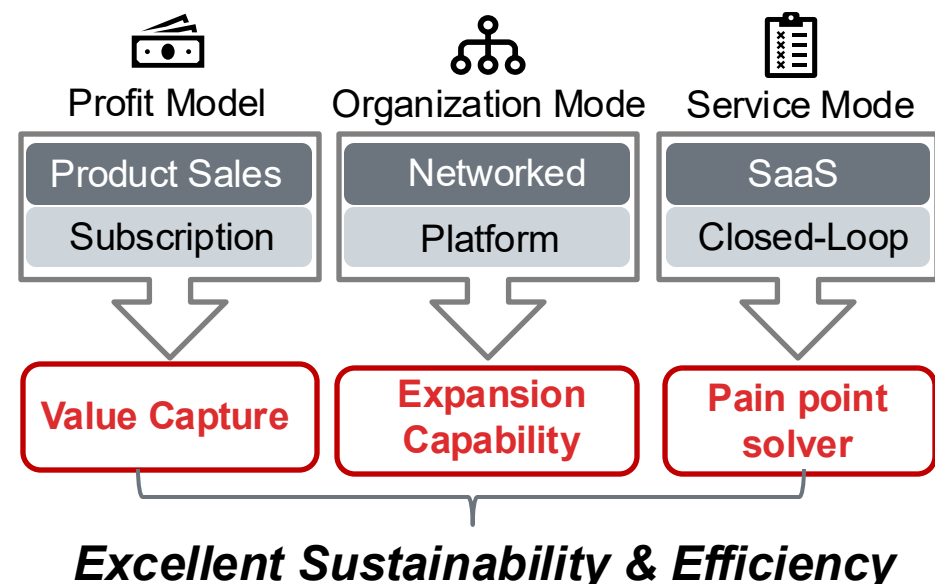 Profit Model
Organization Mode
Service Mode
Product Sales
Networked
SaaS
Subscription
Platform
Closed-Loop
Value Capture
Expansion
Capability
Pain point
solver
Excellent Sustainability & Efficiency